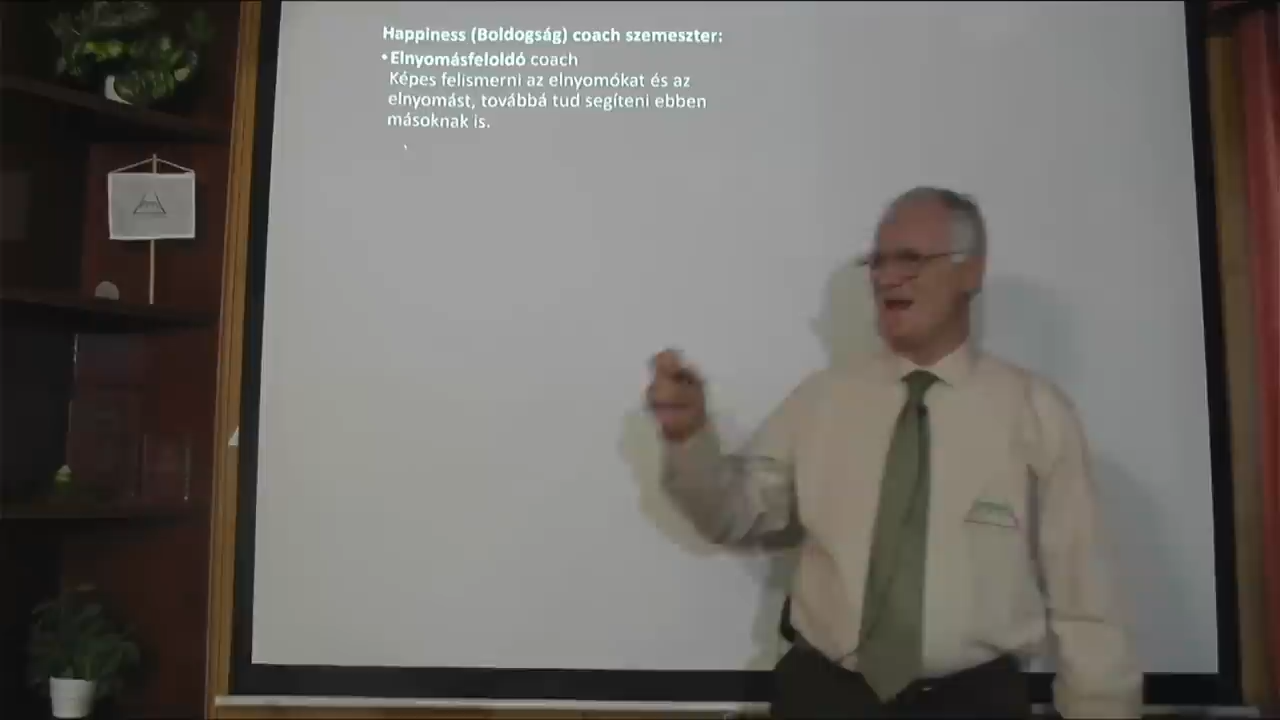 Happiness (Boldogság) coach szemeszter:
•Elnyomásfeloldó coach
Képes felismerni az elnyomókat és az
elnyomást, továbbá tud segíteni ebben
másoknak is.